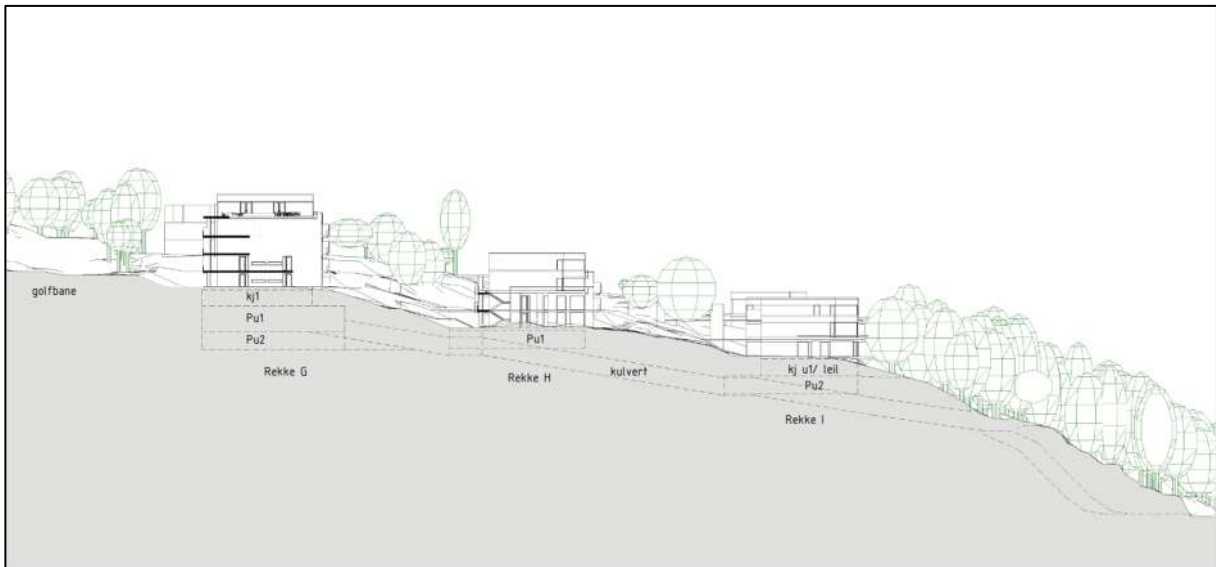 golfbane
kj1
Pu1
Pu2
Rekke G
Pu1
Rekke H
kulvert
kj u1/ leil
Pu2
Rekke I